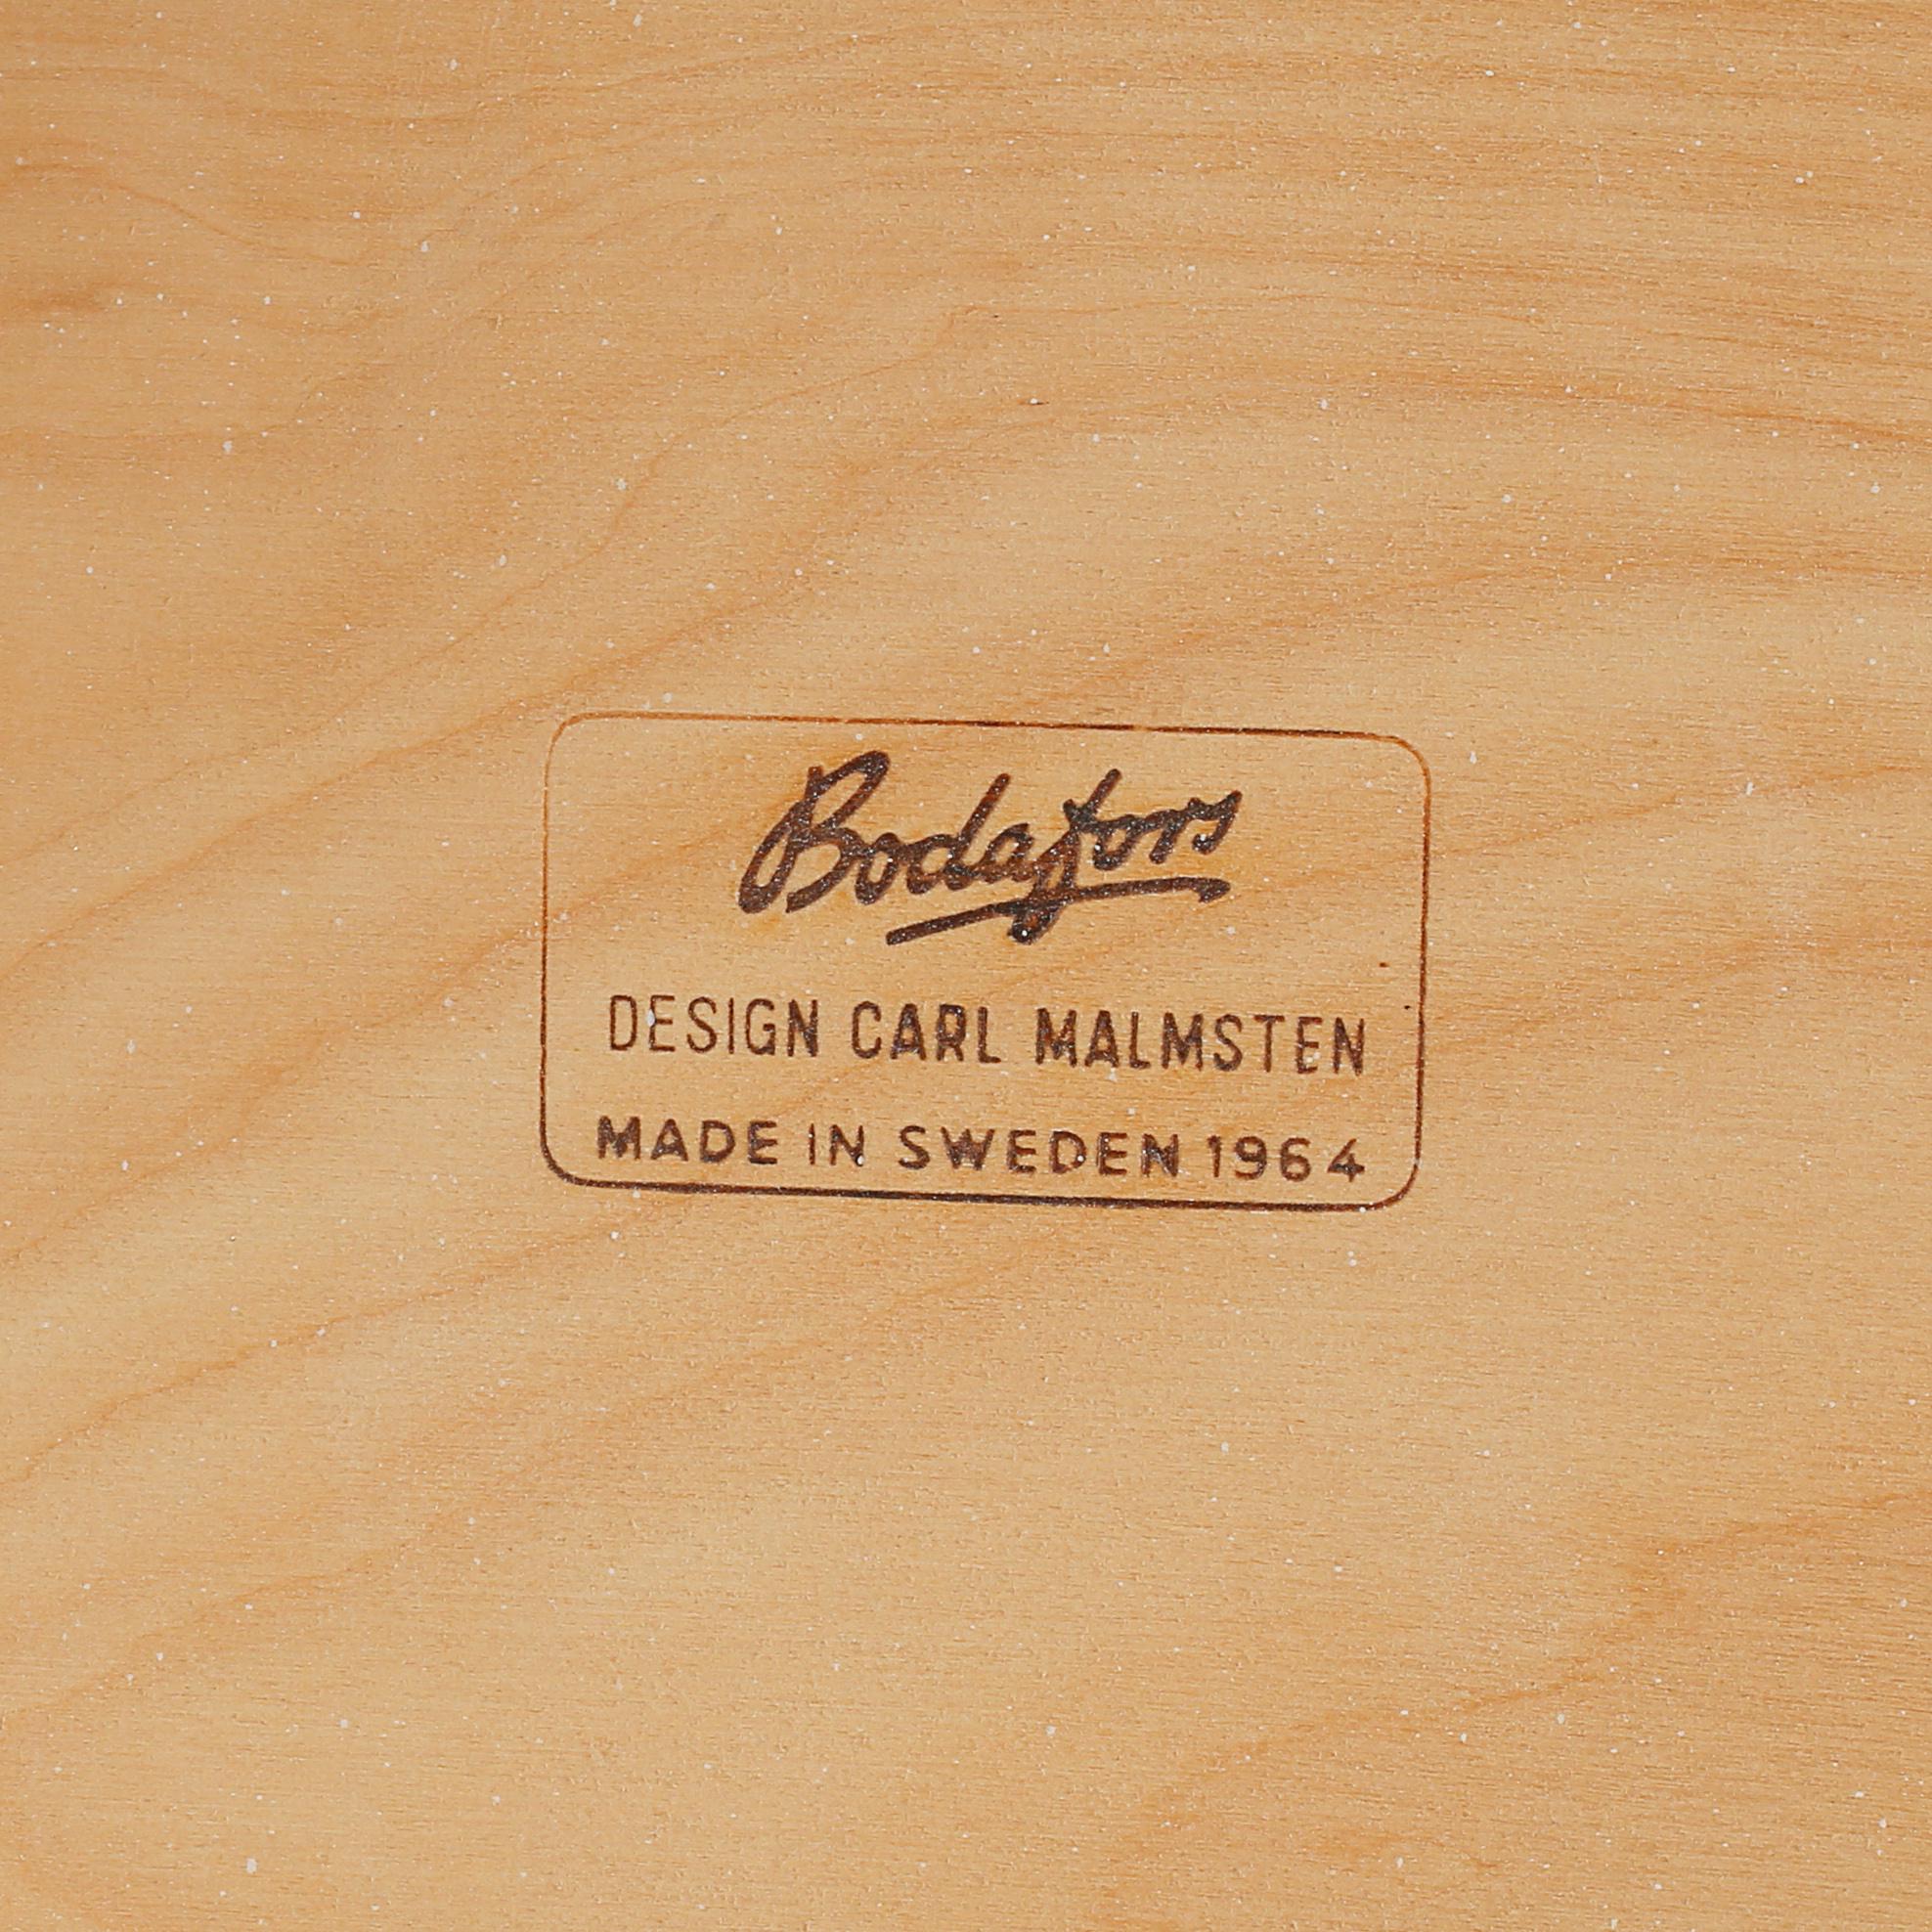 Bodafors
DESIGN CARL MALMSTEN
MADE IN SWEDEN 1964